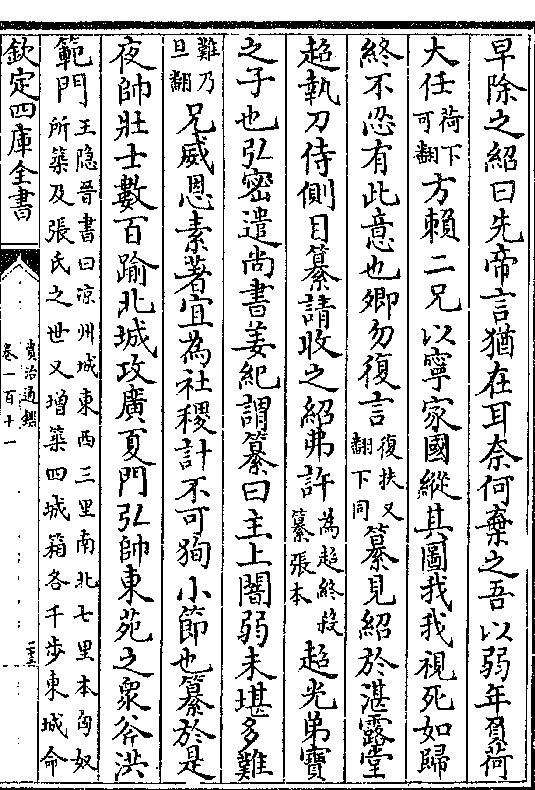 早除之紹曰先帝言猶在耳奈何棄之吾以弱年負荷
大任荷下可翻方賴二兄以寧家國縱其圖我我視死如歸
終不忍有此意也卿勿復言復扶又翻下同纂見紹於湛露堂
超執刀侍側目纂請收之紹弗許為超終殺纂張本超光弟寶
之子也弘密遣尚書姜紀謂纂曰主上闇弱未堪多難
難乃旦翻兄威恩素著宜為社稷計不可狥小節也纂於是
夜帥壯士數百踰北城攻廣夏門弘帥東苑之眾斧洪
範門王隐晉書曰凉州城東西三里南北七里本匈奴所築及張氏之世又增築四城箱各千步東城命
欽定四庫全書
資治通鑑
卷一百十一
二十三